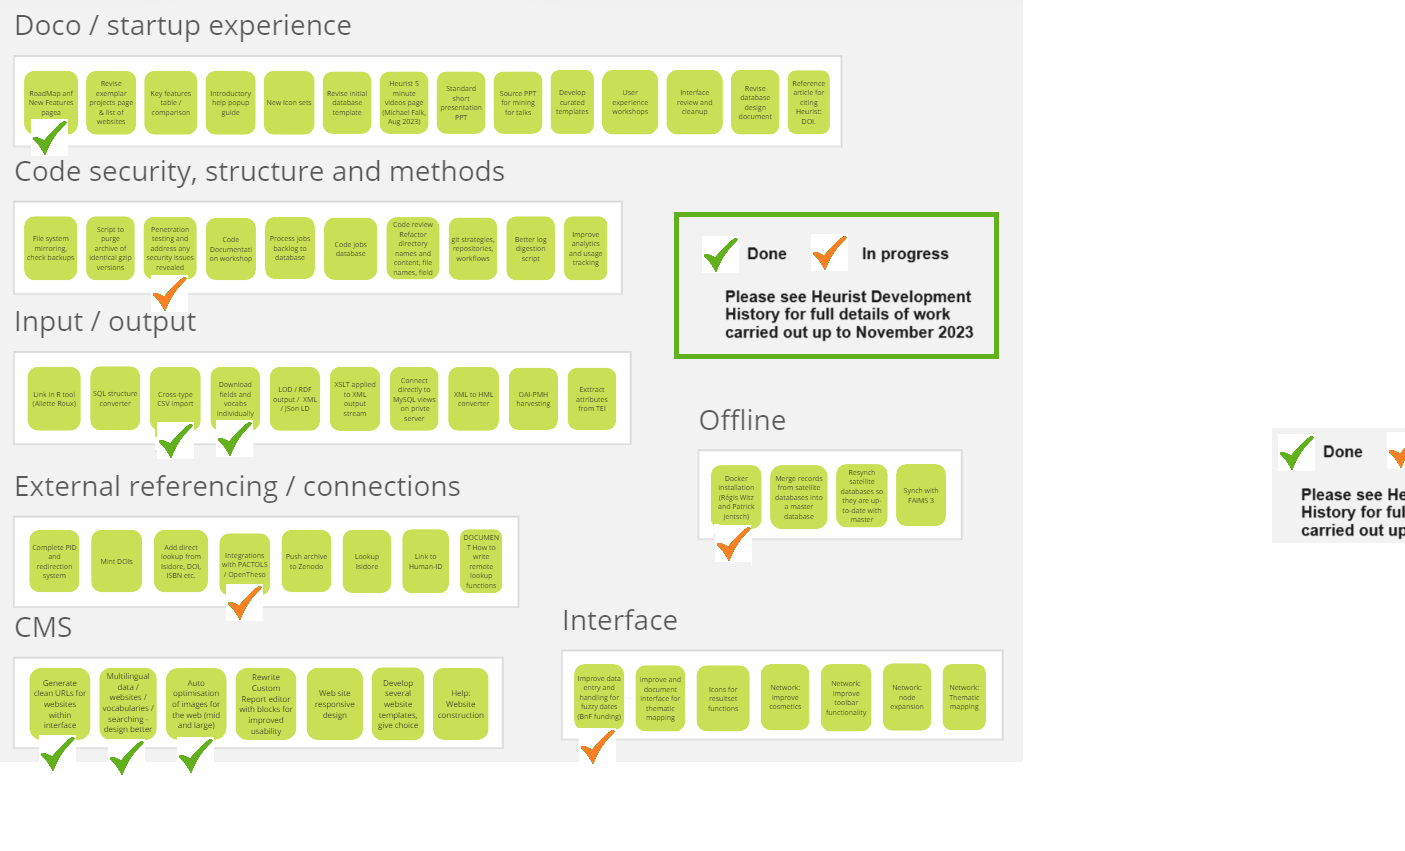 Doco / startup experience
RoadMap anf
New Features
pagea
Revise
exemplar
projects page
& list of
websites
Key features
table /
comparison
Introductory
help popup
guide
New Icon sets
Revise initial
database
template
Heurist 5
minute
videos page
(Michael Falk,
Aug 2023)
Standard
short
presentation
PPT
Source PPT
for mining
for talks
Develop
curated
templates
User
experience
workshops
Interface
review and
cleanup
Revise
database
design
document
Reference
article for
citing
Heurist:
DOI.
Code security, structure and methods
File system
mirroring,
check backups
Script to
purge
archive of
identical gzip
versions
Penetration
testing and
address any
security issues
revealed
Code
Documentati
on workshop
Process jobs
backlog to
database
Code jobs
database
Code review
Refactor
directory
names and
content, file
names, field
git strategies,
repositories,
workflows
Better log
digestion
script
Improve
analytics
and usage
tracking
Done
In progress
Please see Heurist Development
History for full details of work
carried out up to November 2023
Input / output
Link in R tool
(Aliette Roux)
SQL structure
converter
Cross-type
CSV import
Download
fields and
vocabs
individually
LOD / RDF
output / XML
/ JSon LD
XSLT applied
to XML
output
stream
Connect
directly to
MySQL views
on privte
server
XML to HML
converter
OAI-PMH
harvesting
Exttract
attributes
from TEI
Offline
Docker
installation
(Régis Witz
and Patrick
Jentsch)
Merge records
from satellite
databases into
a master
database
Resynch
satellite
databases so
they are up-
to-date with
master
Synch with
FAIMS 3
Done
Please see He
History for ful
carried out up
External referencing / connections
Complete PID
and
redirection
system
Mint DOIs
Add direct
lookup from
Isidore, DOI,
ISBN etc.
Integrations
with PACTOLS
/ OpenTheso
Push archive
to Zenodo
Lookup
Isidore
Link to
Human-ID
DOCUMEN
T How to
write
remote
lookup
functions
CMS
Generate
clean URLs for
websites
within
interface
Multilingual
data /
websites /
vocabularies /
searching -
design better
Auto
optimisation
of images for
the web (mid
and large)
Rewrite
Custom
Report editor
with blocks for
improved
usability
Web site
responsive
design
Develop
several
website
templates,
give choice
Help:
Website
construction
Interface
Improve data
entry and
handling for
fuzzy dates
(BnF funding)
improve and
document
interface for
thematic
mapping
Icons for
resultset
functions
Network:
improve
cosmetics
Network:
improve
toolbar
functionality
Network:
node
expansion
Network:
Thematic
mapping